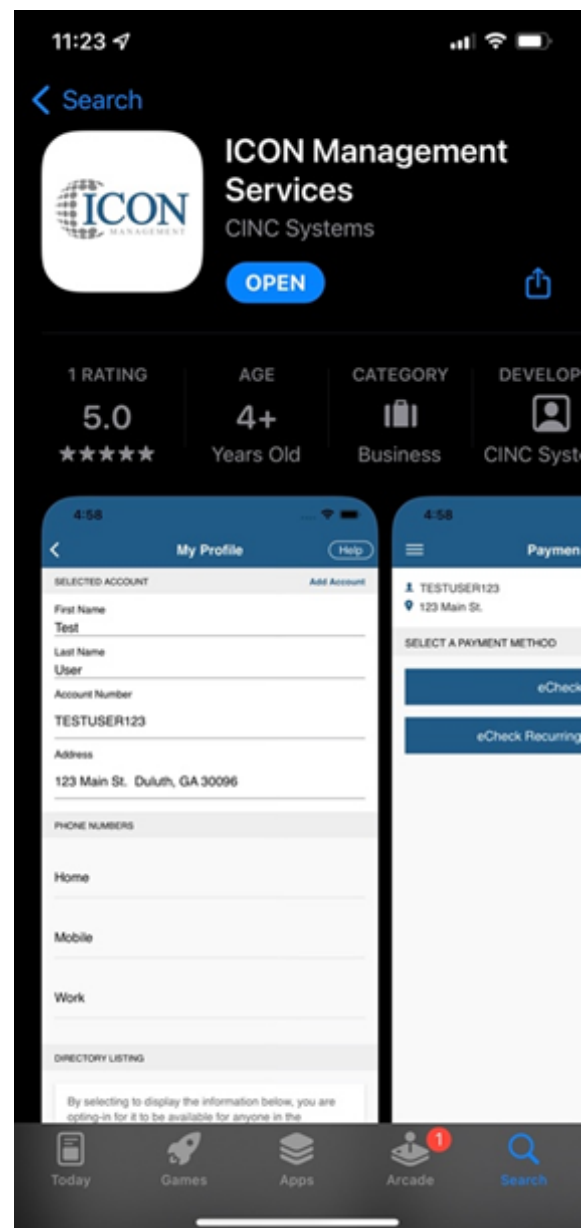 11:23
Search
ICON
MANAGEMENT
ICON Management
Services
CINC Systems
OPEN
1 RATING
AGE
CATEGORY
DEVELOP
5.0
4+
★★★★★
Years Old
Business
CINC Syst
4:58
My Profile
Help
SELECTED ACCOUNT
Add Account
First Name
Test
Last Name
User
Account Number
TESTUSER123
Address
123 Main St. Duluth, GA 30096
PHONE NUMBERS
Home
Mobile
Work
DIRECTORY LISTING
By selecting to display the information below, you are
opting-in for it to be available for anyone in the
4:58
Paymen
TESTUSER123
123 Main St.
SELECT A PAYMENT METHOD
eCheck
eCheck Recurring
Today
Games
Apps
Arcade
1
Search